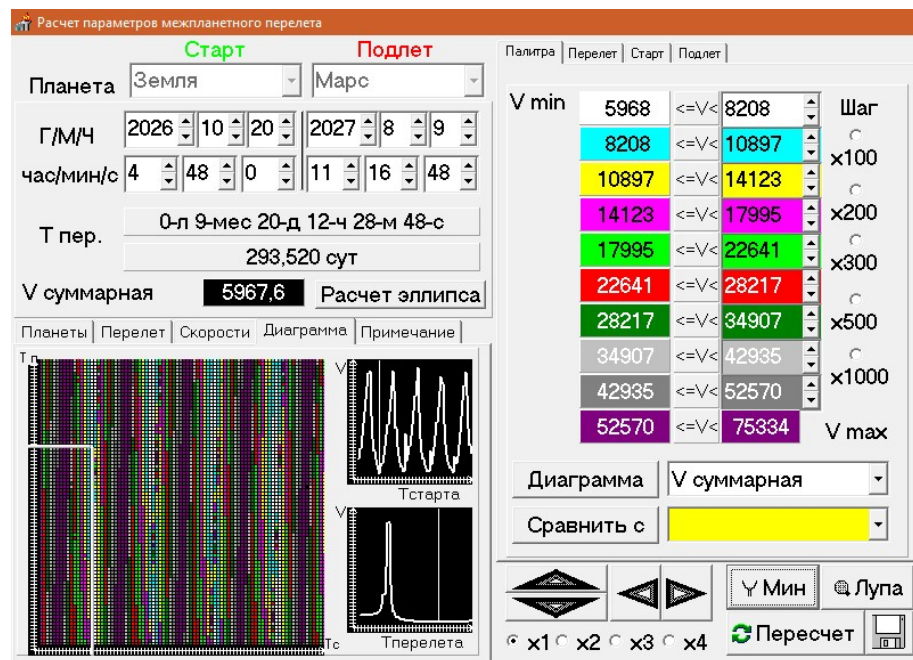 Расчет параметров межпланетного перелета
Старт Подлет
Планета Земля Марс
Г/М/Ч 2026 10 20 2027 8 9
час/мин/с 4 48 0 11 16 48
Т пер. 0-л 9-мес 20-д 12-ч 28-м 48-с
293,520 сут
V суммарная 5967,6 Расчет эллипса
Планеты Перелет Скорости Диаграмма Примечание
Т п
V
Тстарта
V
Тс
Тперелета
Палитра Перелет Старт Подлет
V min 5968 <=V< 8208 Шаг
8208 <=V< 10897 x100
10897 <=V< 14123
14123 <=V< 17995 x200
17995 <=V< 22641 x300
22641 <=V< 28217
28217 <=V< 34907 x500
34907 <=V< 42935 x1000
42935 <=V< 52570
52570 <=V< 75334 V max
Диаграмма V суммарная
Сравнить с
Мин Лупа
x1 x2 x3 x4 Пересчет